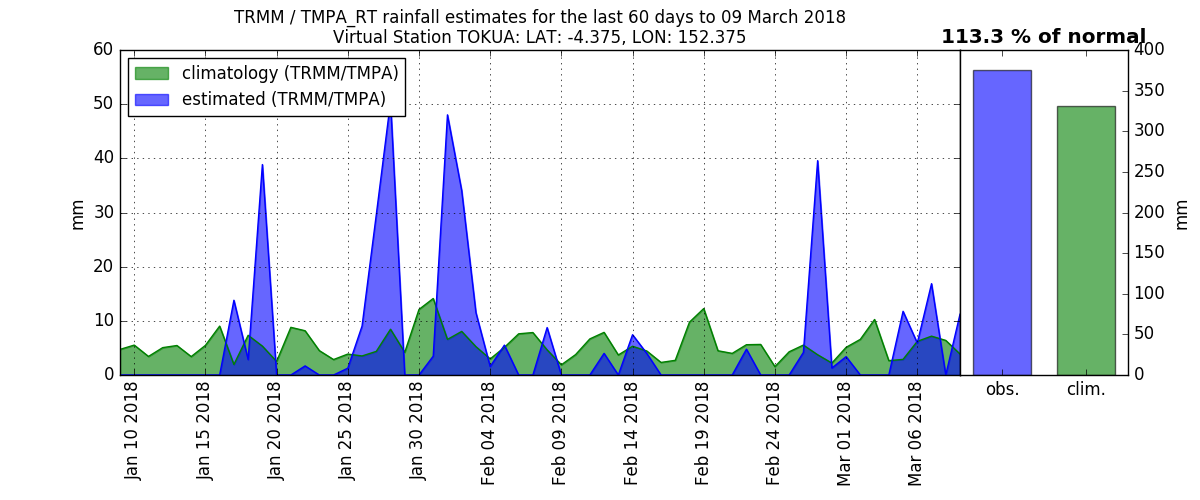 TRMM / TMPA_RT rainfall estimates for the last 60 days to 09 March 2018
Virtual Station TOKUA: LAT: -4.375, LON: 152.375
113.3 % of normal
climatology (TRMM/TMPA)
estimated (TRMM/TMPA)
60
50
40
30
20
10
0
mm
Jan 10 2018
Jan 15 2018
Jan 20 2018
Jan 25 2018
Jan 30 2018
Feb 04 2018
Feb 09 2018
Feb 14 2018
Feb 19 2018
Feb 24 2018
Mar 01 2018
Mar 06 2018
obs.
clim.
400
350
300
250
200
150
100
50
0
mm